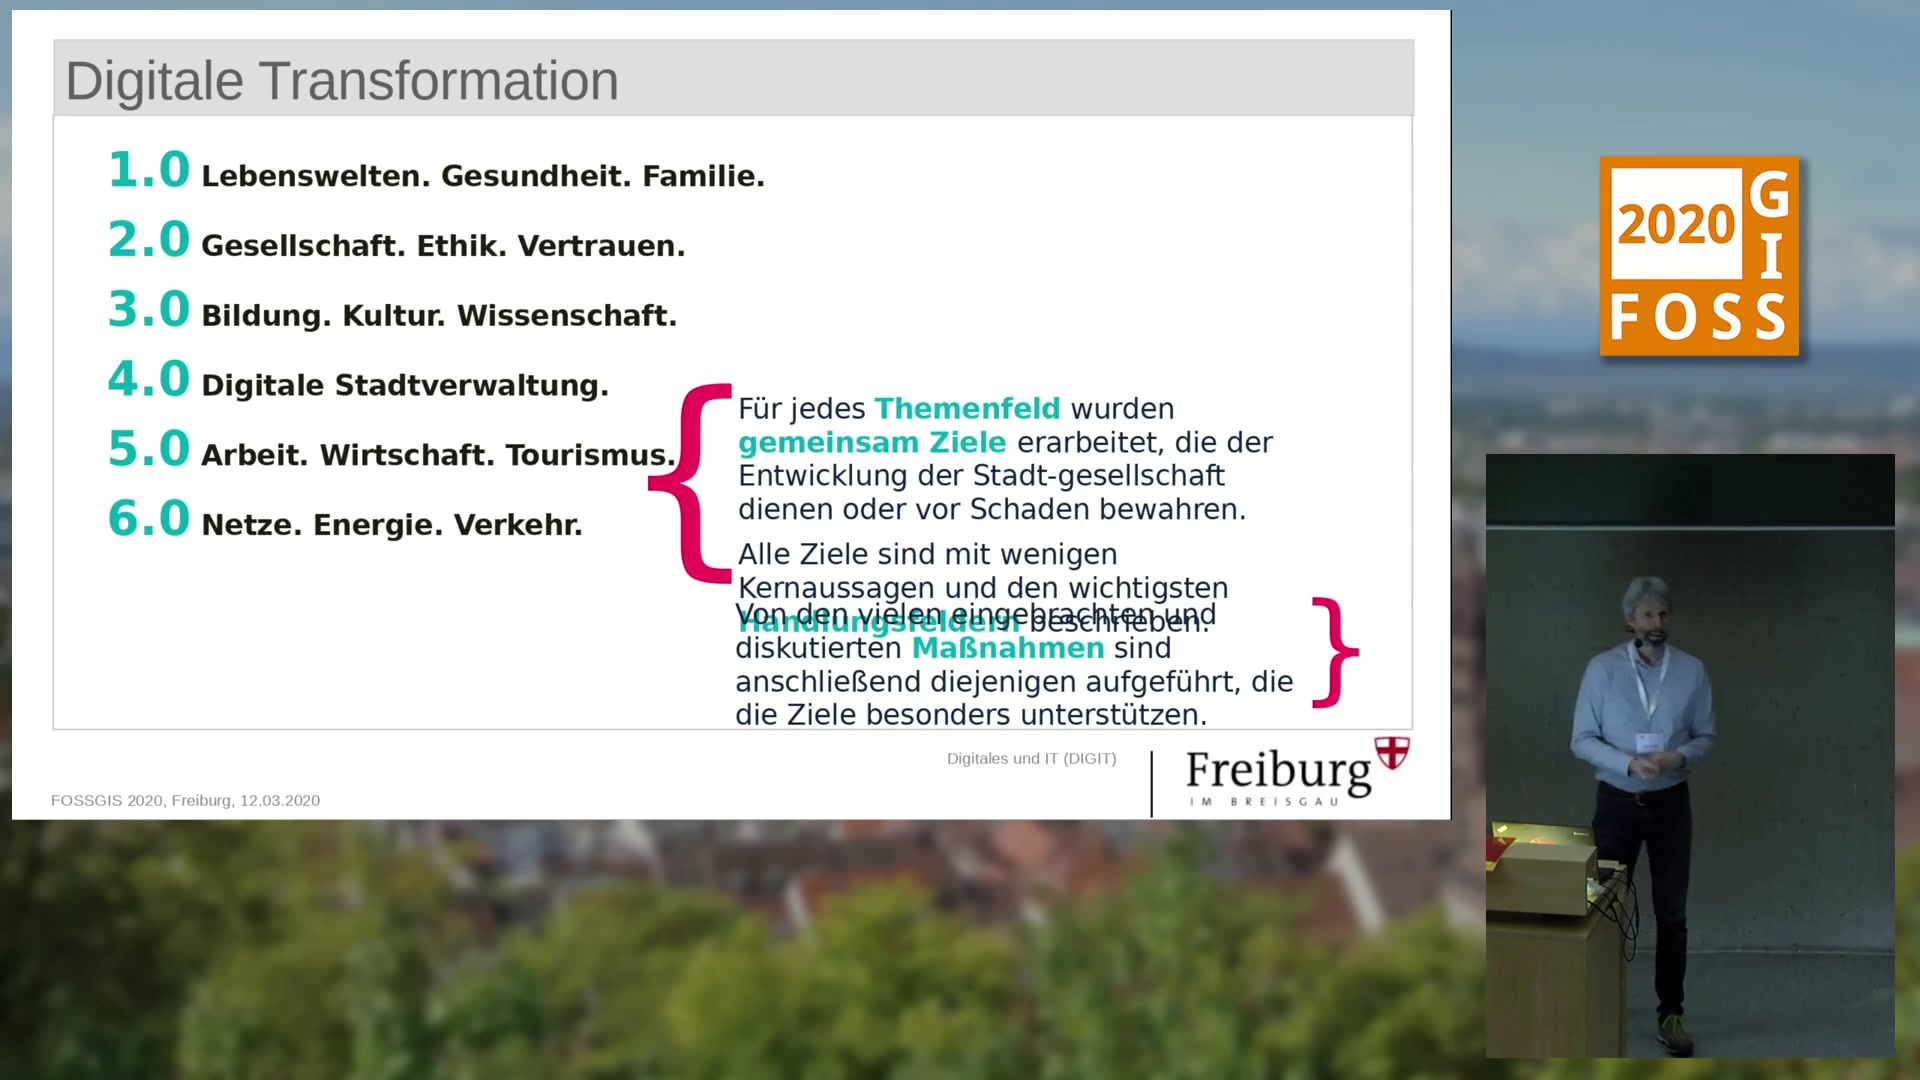 Digitale Transformation
1.0 Lebenswelten. Gesundheit. Familie.
2.0 Gesellschaft. Ethik. Vertrauen.
3.0 Bildung. Kultur. Wissenschaft.
4.0 Digitale Stadtverwaltung.
5.0 Arbeit. Wirtschaft. Tourismus.
6.0 Netze. Energie. Verkehr.
Für jedes Themenfeld wurden
gemeinsam Ziele erarbeitet, die der
Entwicklung der Stadt-gesellschaft
dienen oder vor Schaden bewahren.
Alle Ziele sind mit wenigen
Kernaussagen und den wichtigsten
Handlungsfeldern beschrieben.
Von den vielen eingebrachten und
diskutierten Maßnahmen sind
anschließend diejenigen aufgeführt, die
die Ziele besonders unterstützen.
Digitales und IT (DIGIT)
Freiburg
IM BREISGAU
FOSSGIS 2020, Freiburg, 12.03.2020
2020
GI
FOSS